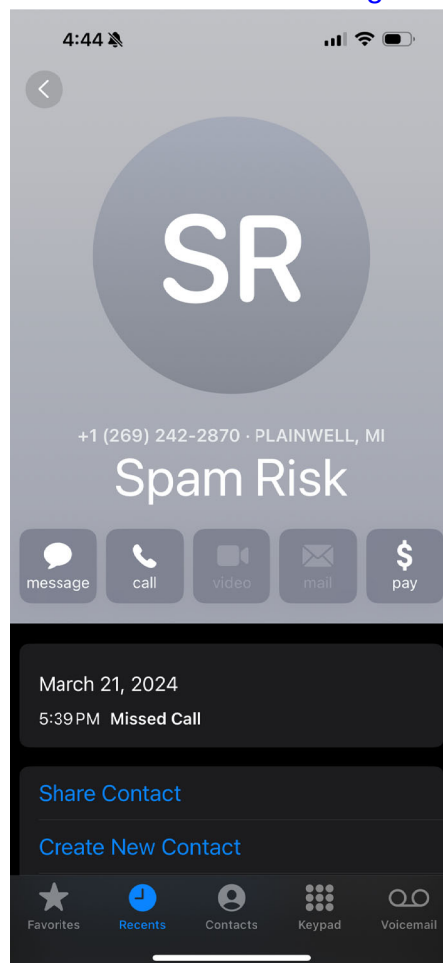 4:44
SR
+1 (269) 242-2870 · PLAINWELL, MI
Spam Risk
message call video mail pay
March 21, 2024
5:39 PM Missed Call
Share Contact
Create New Contact
Favorites Recents Contacts Keypad Voicemail